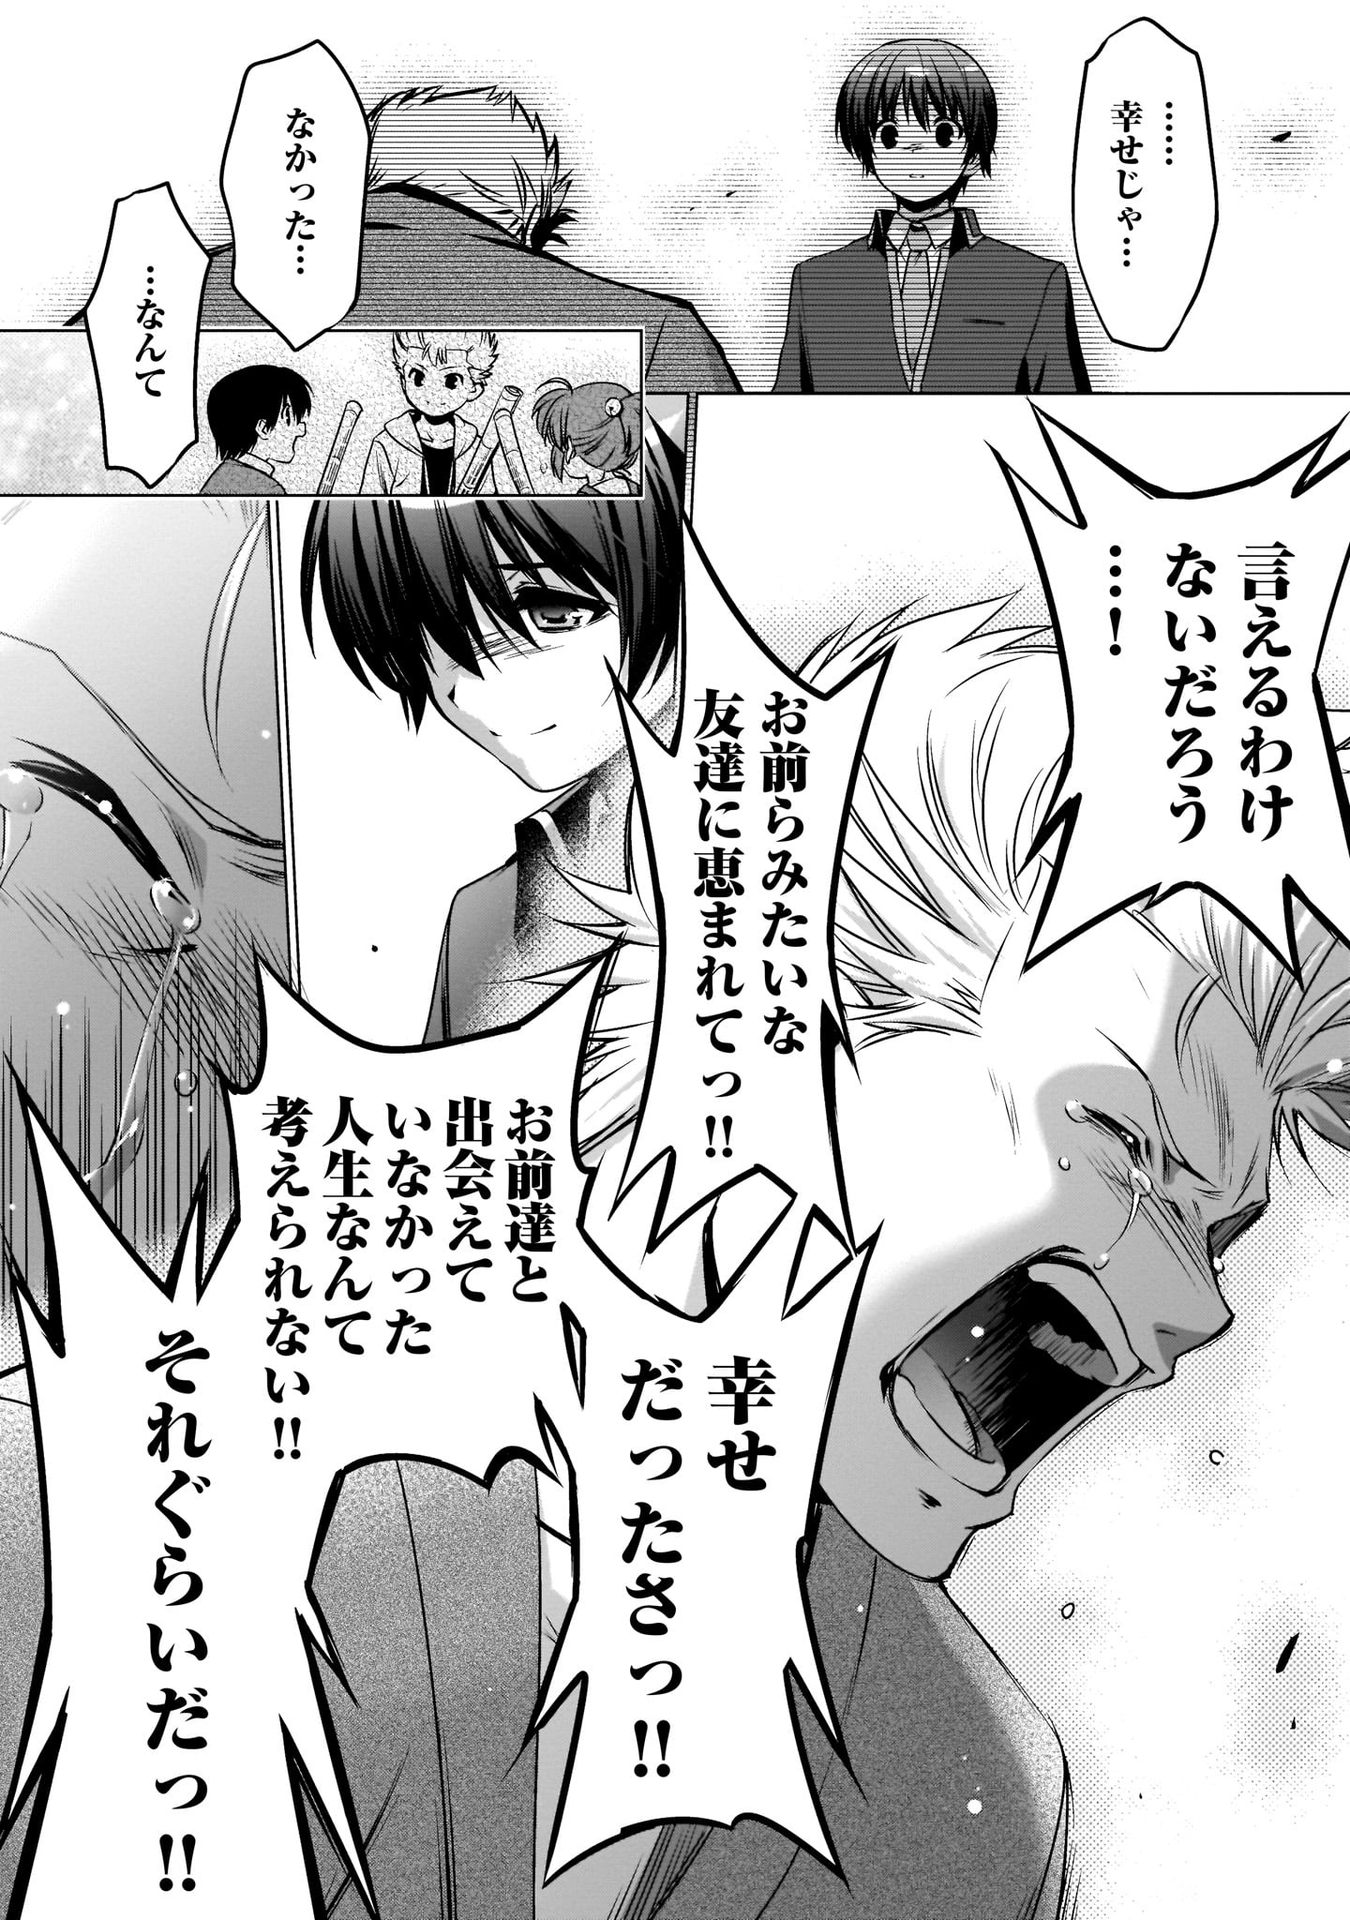 ……
幸せじゃ…
なかった…
…なんて
言えるわけ
ないだろう
…！
お前らみたいな
友達に恵まれてっ!!
幸せ
だったさっ!!
お前達と
出会えて
いなかった
人生なんて
考えられない!!
それぐらいだっ!!